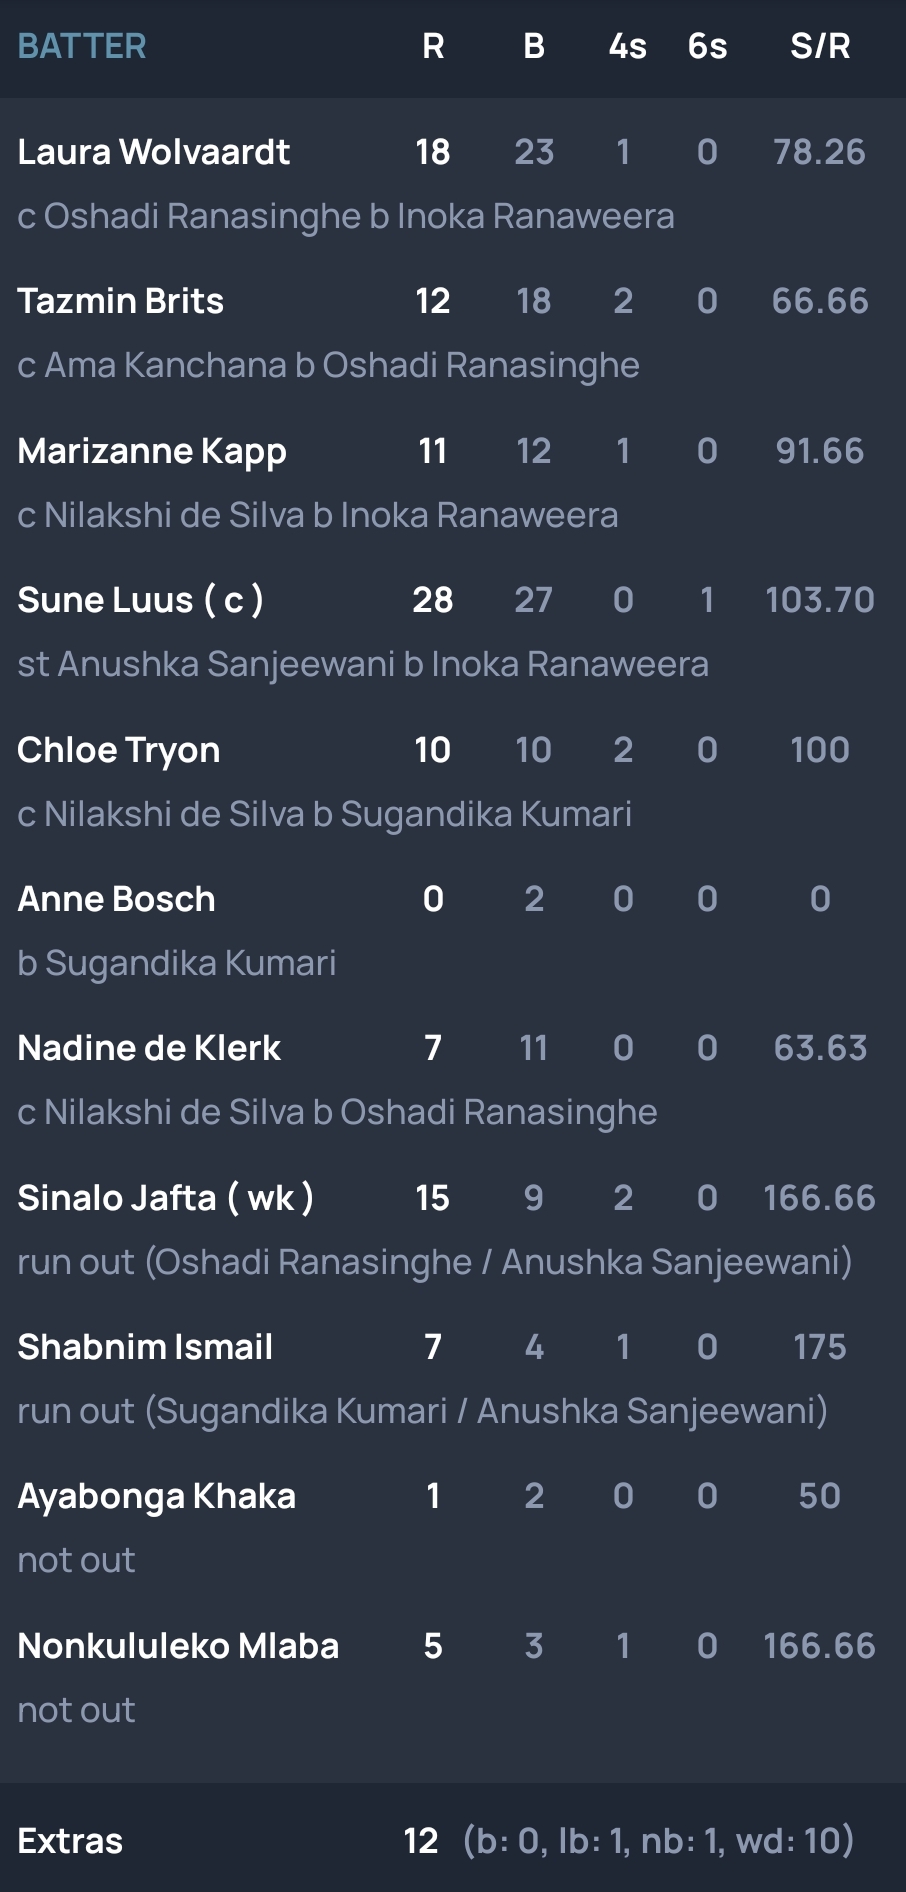 BATTER R B 4s 6s S/R
Laura Wolvaardt 18 23 1 0 78.26
c Oshadi Ranasinghe b Inoka Ranaweera
Tazmin Brits 12 18 2 0 66.66
c Ama Kanchana b Oshadi Ranasinghe
Marizanne Kapp 11 12 1 0 91.66
c Nilakshi de Silva b Inoka Ranaweera
Sune Luus ( c ) 28 27 0 1 103.70
st Anushka Sanjeewani b Inoka Ranaweera
Chloe Tryon 10 10 2 0 100
c Nilakshi de Silva b Sugandika Kumari
Anne Bosch 0 2 0 0 0
b Sugandika Kumari
Nadine de Klerk 7 11 0 0 63.63
c Nilakshi de Silva b Oshadi Ranasinghe
Sinalo Jafta ( wk ) 15 9 2 0 166.66
run out (Oshadi Ranasinghe / Anushka Sanjeewani)
Shabnim Ismail 7 4 1 0 175
run out (Sugandika Kumari / Anushka Sanjeewani)
Ayabonga Khaka 1 2 0 0 50
not out
Nonkululeko Mlaba 5 3 1 0 166.66
not out
Extras 12 (b: 0, lb: 1, nb: 1, wd: 10)